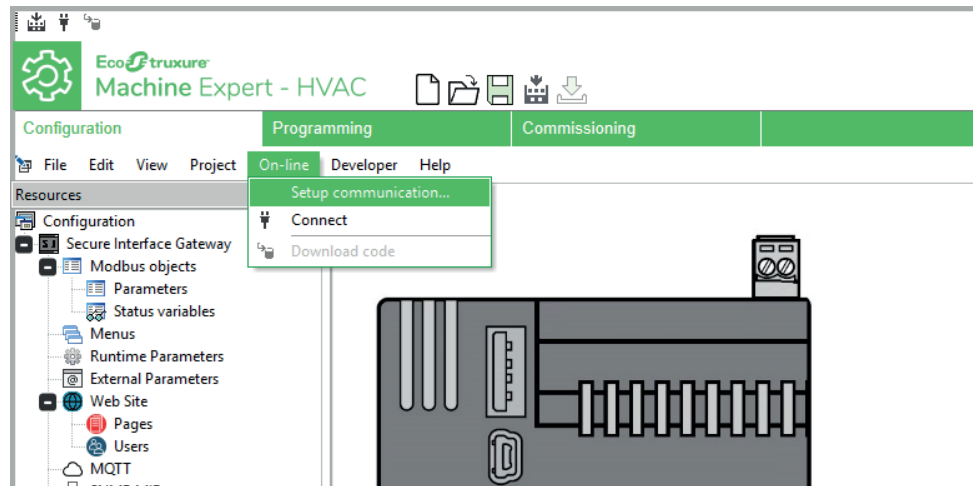 EcoStruxure
Machine Expert - HVAC
Configuration Programming Commissioning
File Edit View Project On-line Developer Help
Resources
Setup communication...
Connect
Download code
Configuration
Secure Interface Gateway
Modbus objects
Parameters
Status variables
Menus
Runtime Parameters
External Parameters
Web Site
Pages
Users
MQTT